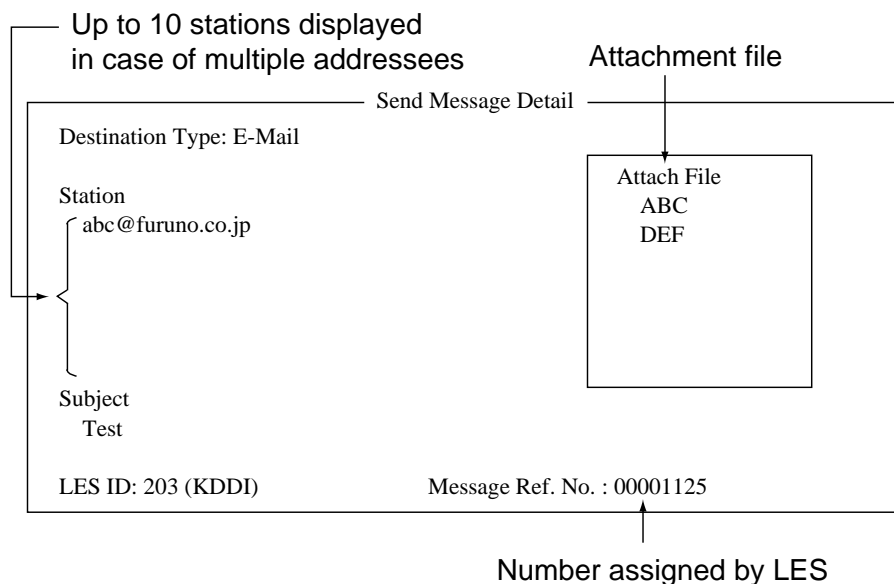 Up to 10 stations displayed
in case of multiple addressees
Attachment file
Send Message Detail
Destination Type: E-Mail
Station
abc@furuno.co.jp
Attach File
ABC
DEF
Subject
Test
LES ID: 203 (KDDI)
Message Ref. No. : 00001125
Number assigned by LES